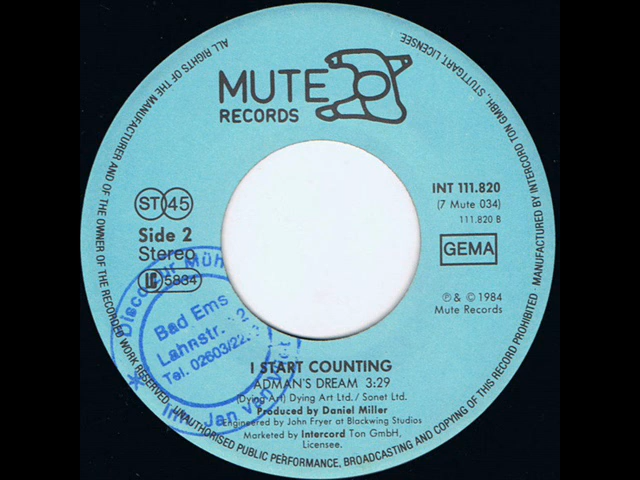 MUTE
RECORDS
ALL RIGHTS OF THE MANUFACTURER AND OF THE OWNER OF THE RECORDED WORK RESERVED. UNAUTHORISED PUBLIC PERFORMANCE, BROADCASTING AND COPYING OF THIS RECORD PROHIBITED. MANUFACTURED BY INTERCORD TON GMBH, STUTTGART, LICENSEE.
ST 45
Side 2
Stereo
LC 5834
INT 111.820
(7 Mute 034)
111.820 B
GEMA
℗ & © 1984
Mute Records
Bad Ems
Lahnstr.
Tel. 02603/22
Jan
I START COUNTING
ADMAN'S DREAM 3:29
(Dying Art) Dying Art Ltd. / Sonet Ltd.
Produced by Daniel Miller
Engineered by John Fryer at Blackwing Studios
Marketed by Intercord Ton GmbH,
Licensee.